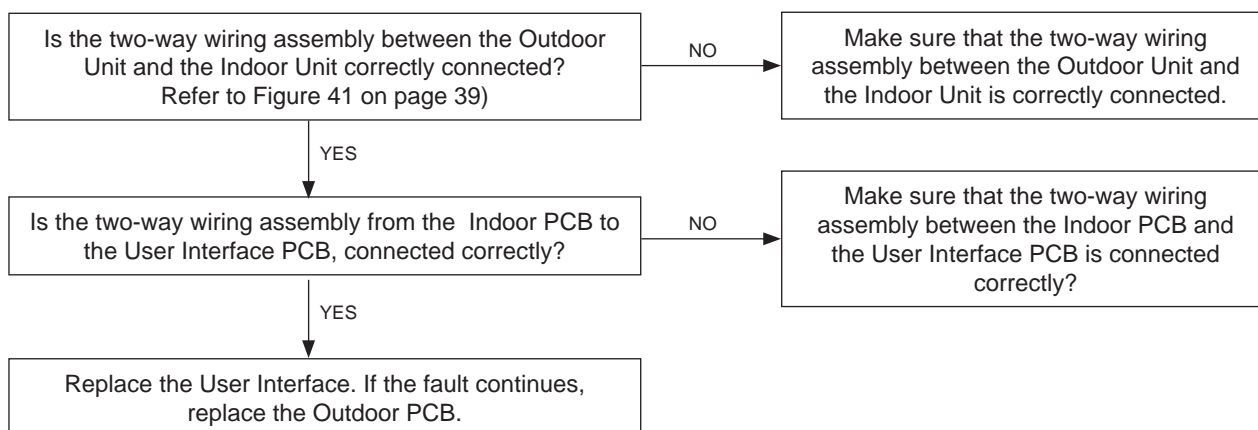 Is the two-way wiring assembly between the Outdoor
Unit and the Indoor Unit correctly connected?
Refer to Figure 41 on page 39)
NO
Make sure that the two-way wiring
assembly between the Outdoor Unit and
the Indoor Unit is correctly connected.
YES
Is the two-way wiring assembly from the Indoor PCB to
the User Interface PCB, connected correctly?
NO
Make sure that the two-way wiring
assembly between the Indoor PCB and
the User Interface PCB is connected
correctly?
YES
Replace the User Interface. If the fault continues,
replace the Outdoor PCB.